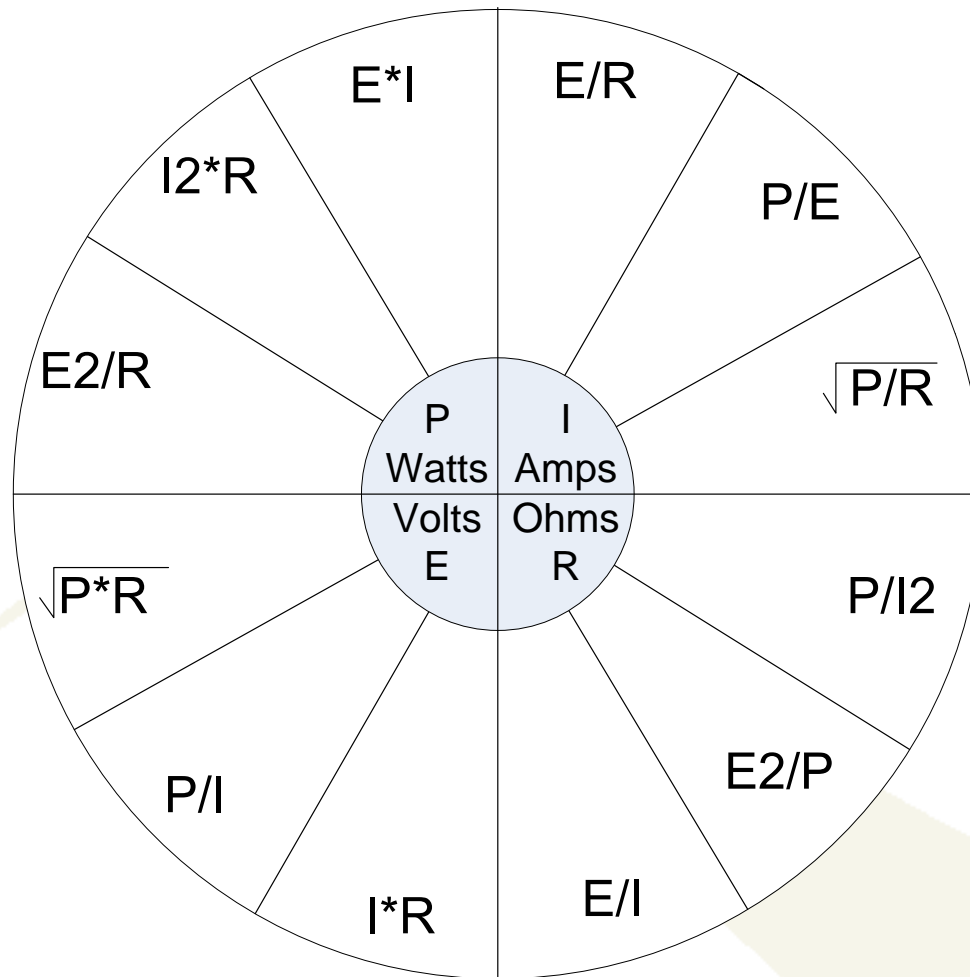 E*I
E/R
I2*R
P/E
E2/R
√P/R
P
Watts
I
Amps
Volts
E
Ohms
R
√P*R
P/I2
P/I
E2/P
I*R
E/I